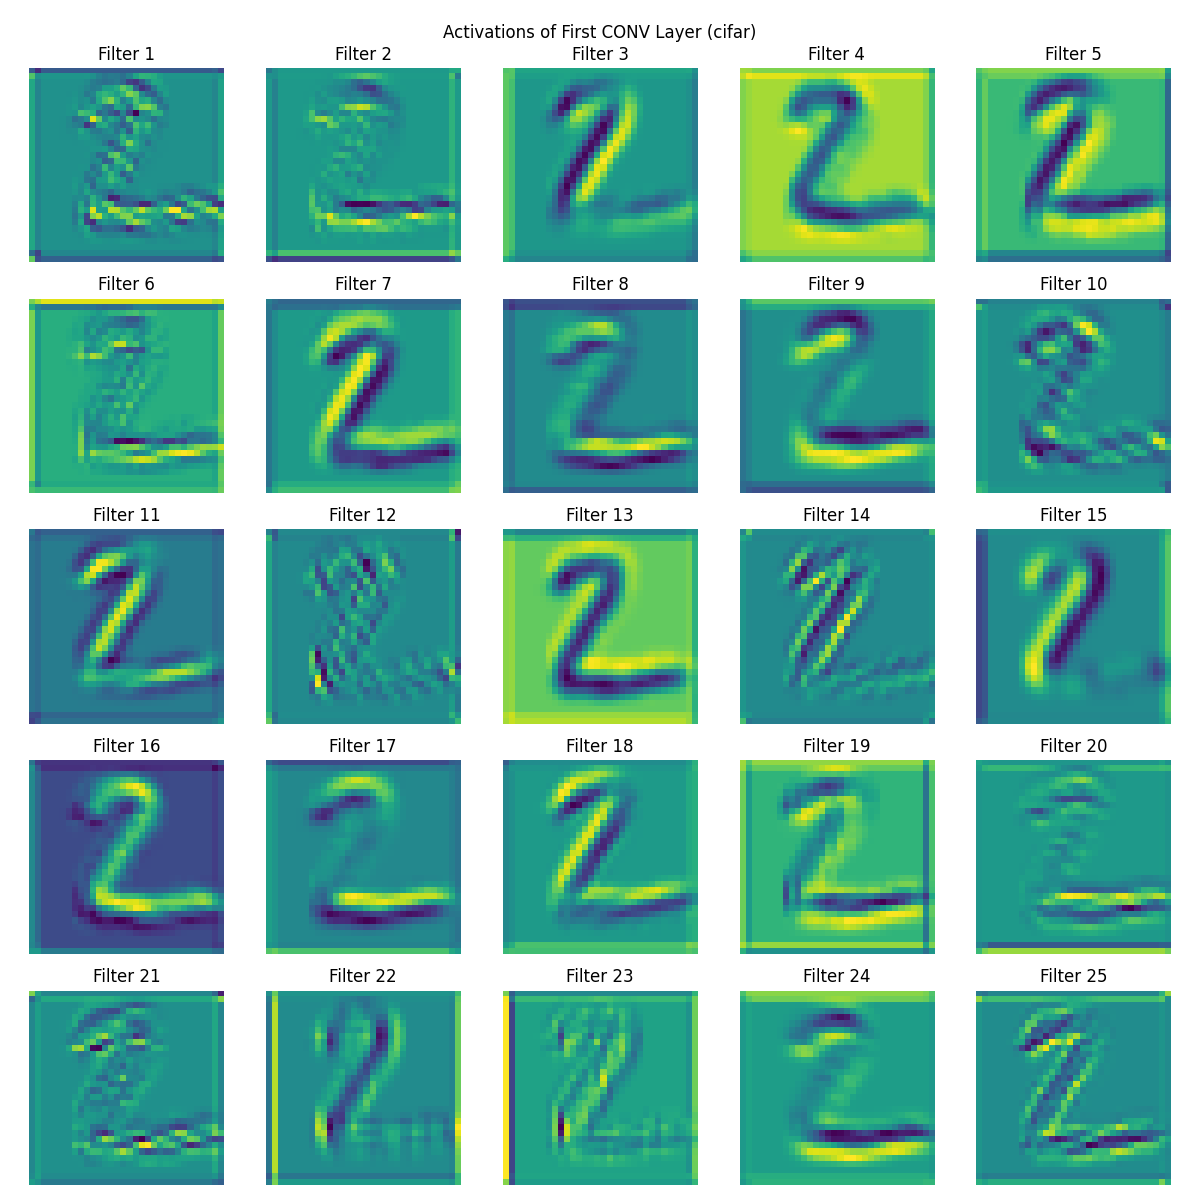 Activations of First CONV Layer (cifar)
Filter 1 Filter 2 Filter 3 Filter 4 Filter 5
Filter 6 Filter 7 Filter 8 Filter 9 Filter 10
Filter 11 Filter 12 Filter 13 Filter 14 Filter 15
Filter 16 Filter 17 Filter 18 Filter 19 Filter 20
Filter 21 Filter 22 Filter 23 Filter 24 Filter 25